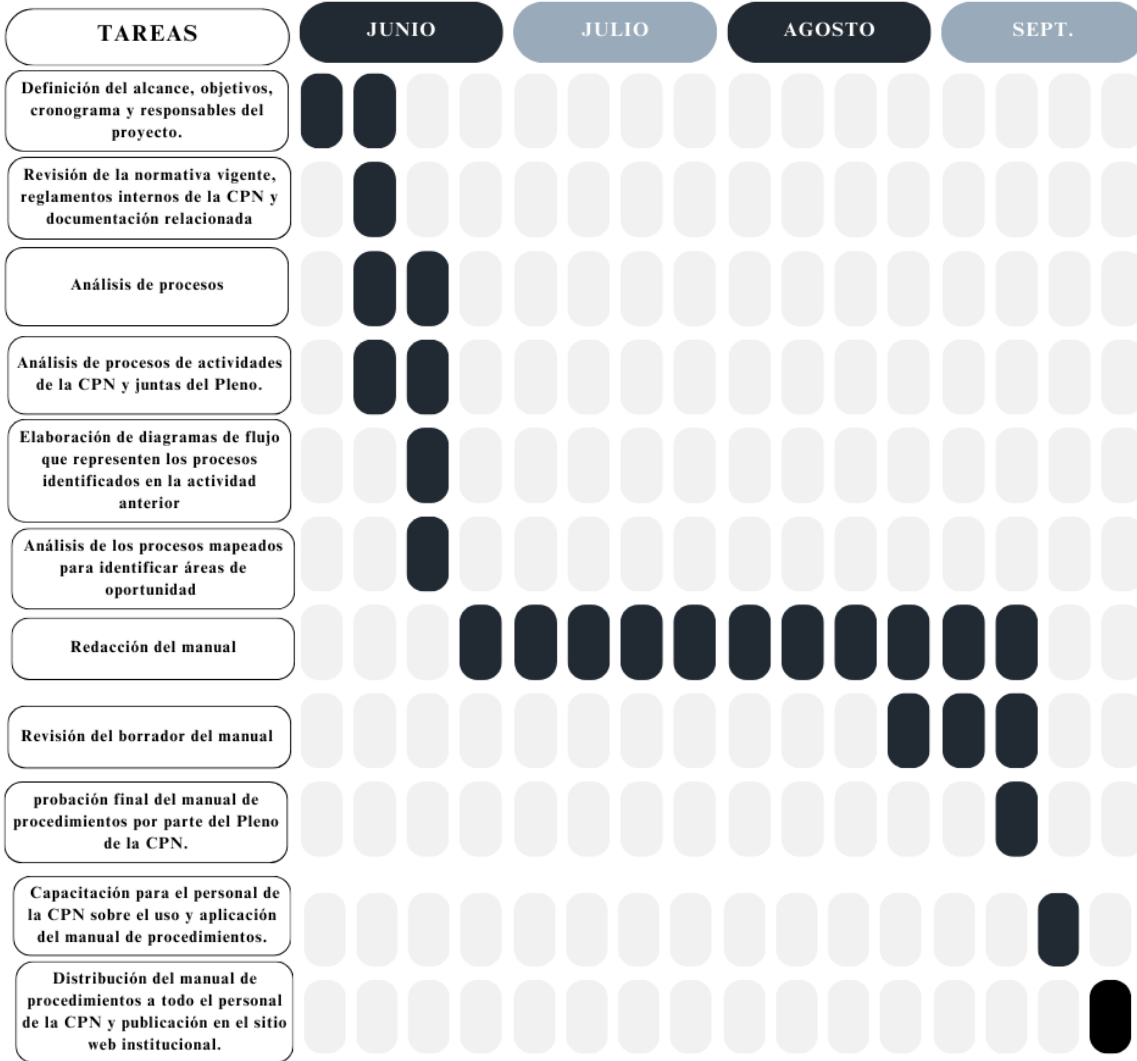 TAREAS
JUNIO
JULIO
AGOSTO
SEPT.
Definición del alcance, objetivos,
cronograma y responsables del
proyecto.
Revisión de la normativa vigente,
reglamentos internos de la CPN y
documentación relacionada
Análisis de procesos
Análisis de procesos de actividades
de la CPN y juntas del Pleno.
Elaboración de diagramas de flujo
que representen los procesos
identificados en la actividad
anterior
Análisis de los procesos mapeados
para identificar áreas de
oportunidad
Redacción del manual
Revisión del borrador del manual
probación final del manual de
procedimientos por parte del Pleno
de la CPN.
Capacitación para el personal de
la CPN sobre el uso y aplicación
del manual de procedimientos.
Distribución del manual de
procedimientos a todo el personal
de la CPN y publicación en el sitio
web institucional.